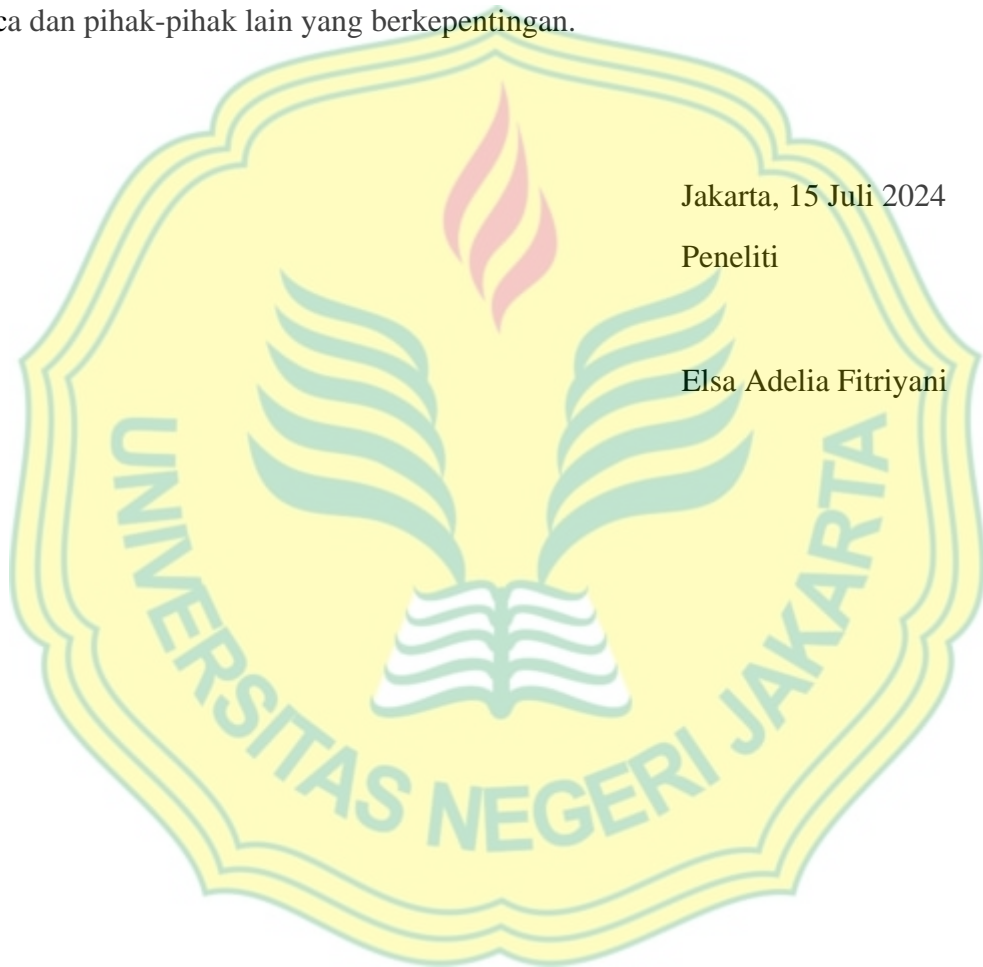 ca dan pihak-pihak lain yang berkepentingan.
Jakarta, 15 Juli 2024
Peneliti
Elsa Adelia Fitriyani
UNIVERSITAS NEGERI JAKARTA